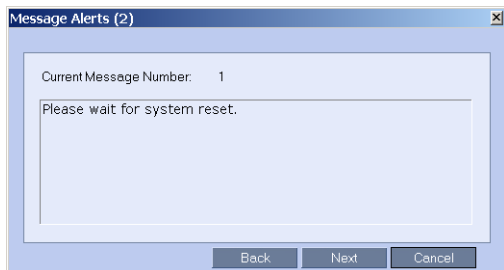 Message Alerts (2)
Current Message Number: 1
Please wait for system reset.
Back Next Cancel